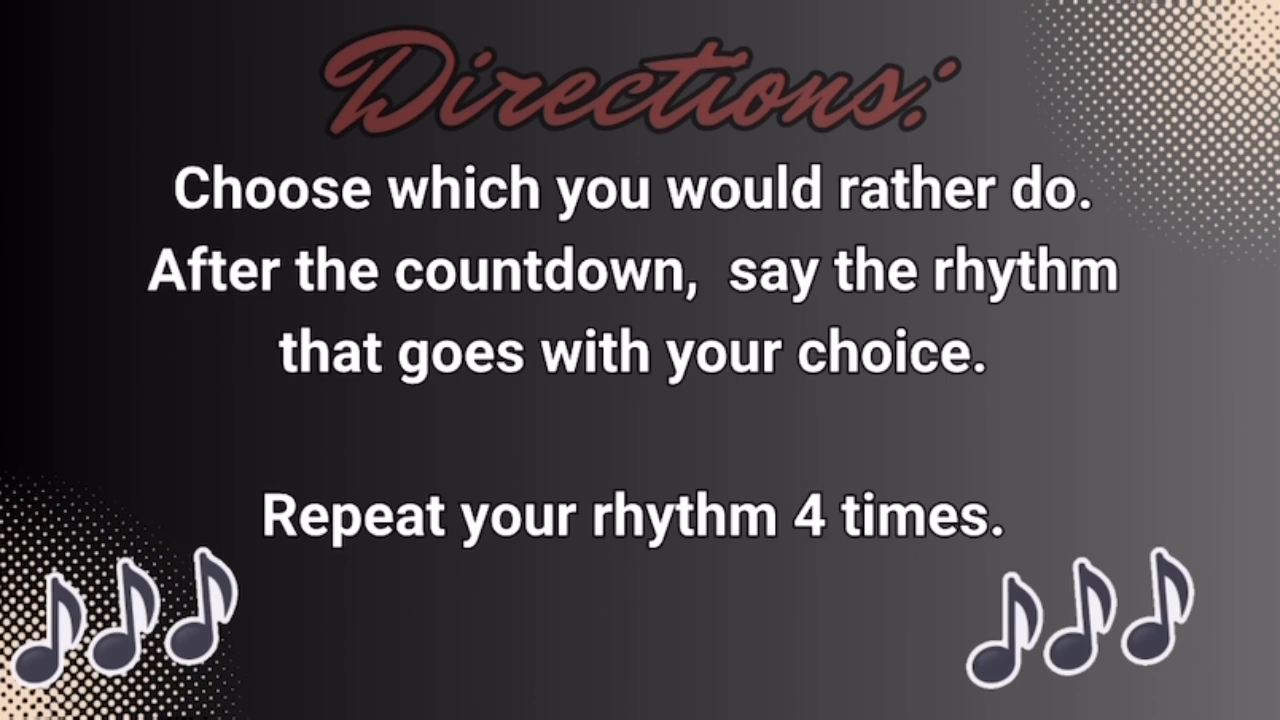 Directions:
Choose which you would rather do.
After the countdown,  say the rhythm
that goes with your choice.
Repeat your rhythm 4 times.